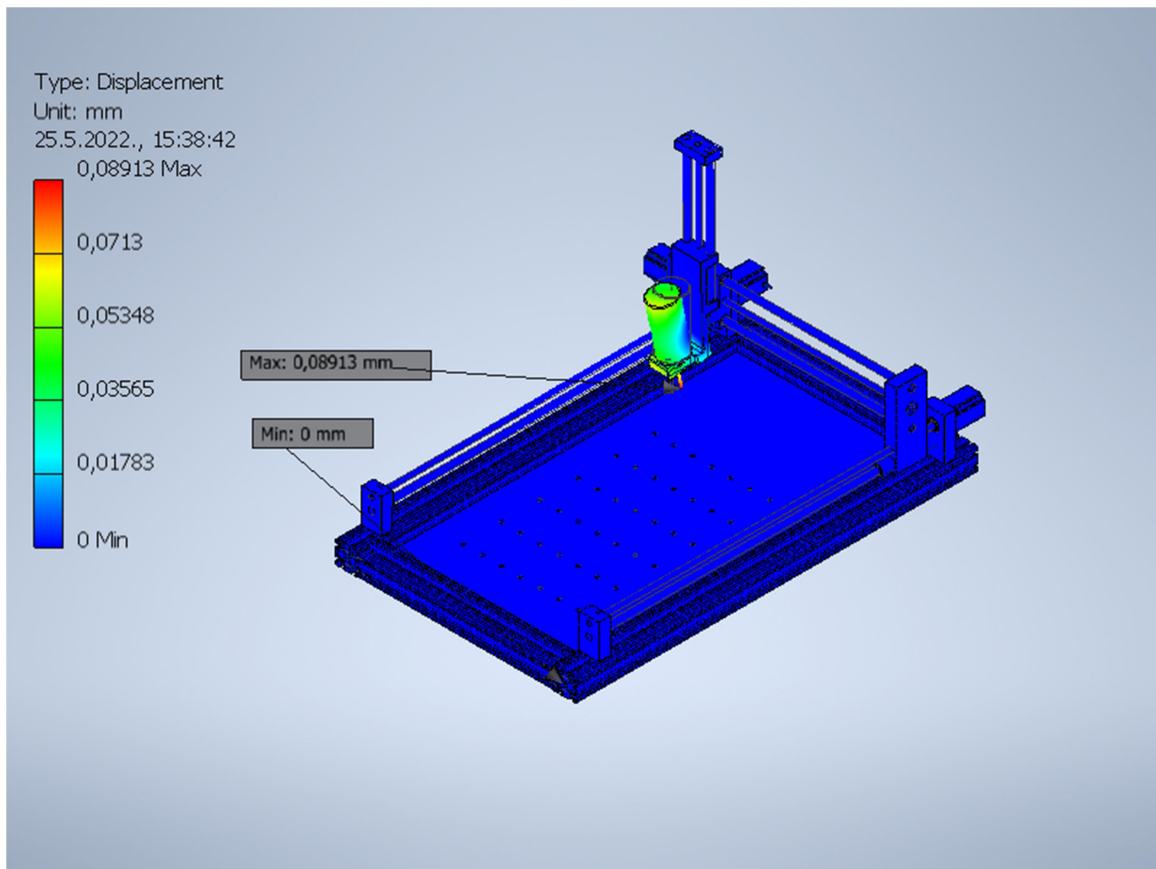 Type: Displacement
Unit: mm
25.5.2022., 15:38:42
0,08913 Max
0,0713
0,05348
0,03565
0,01783
0 Min
Max: 0,08913 mm
Min: 0 mm